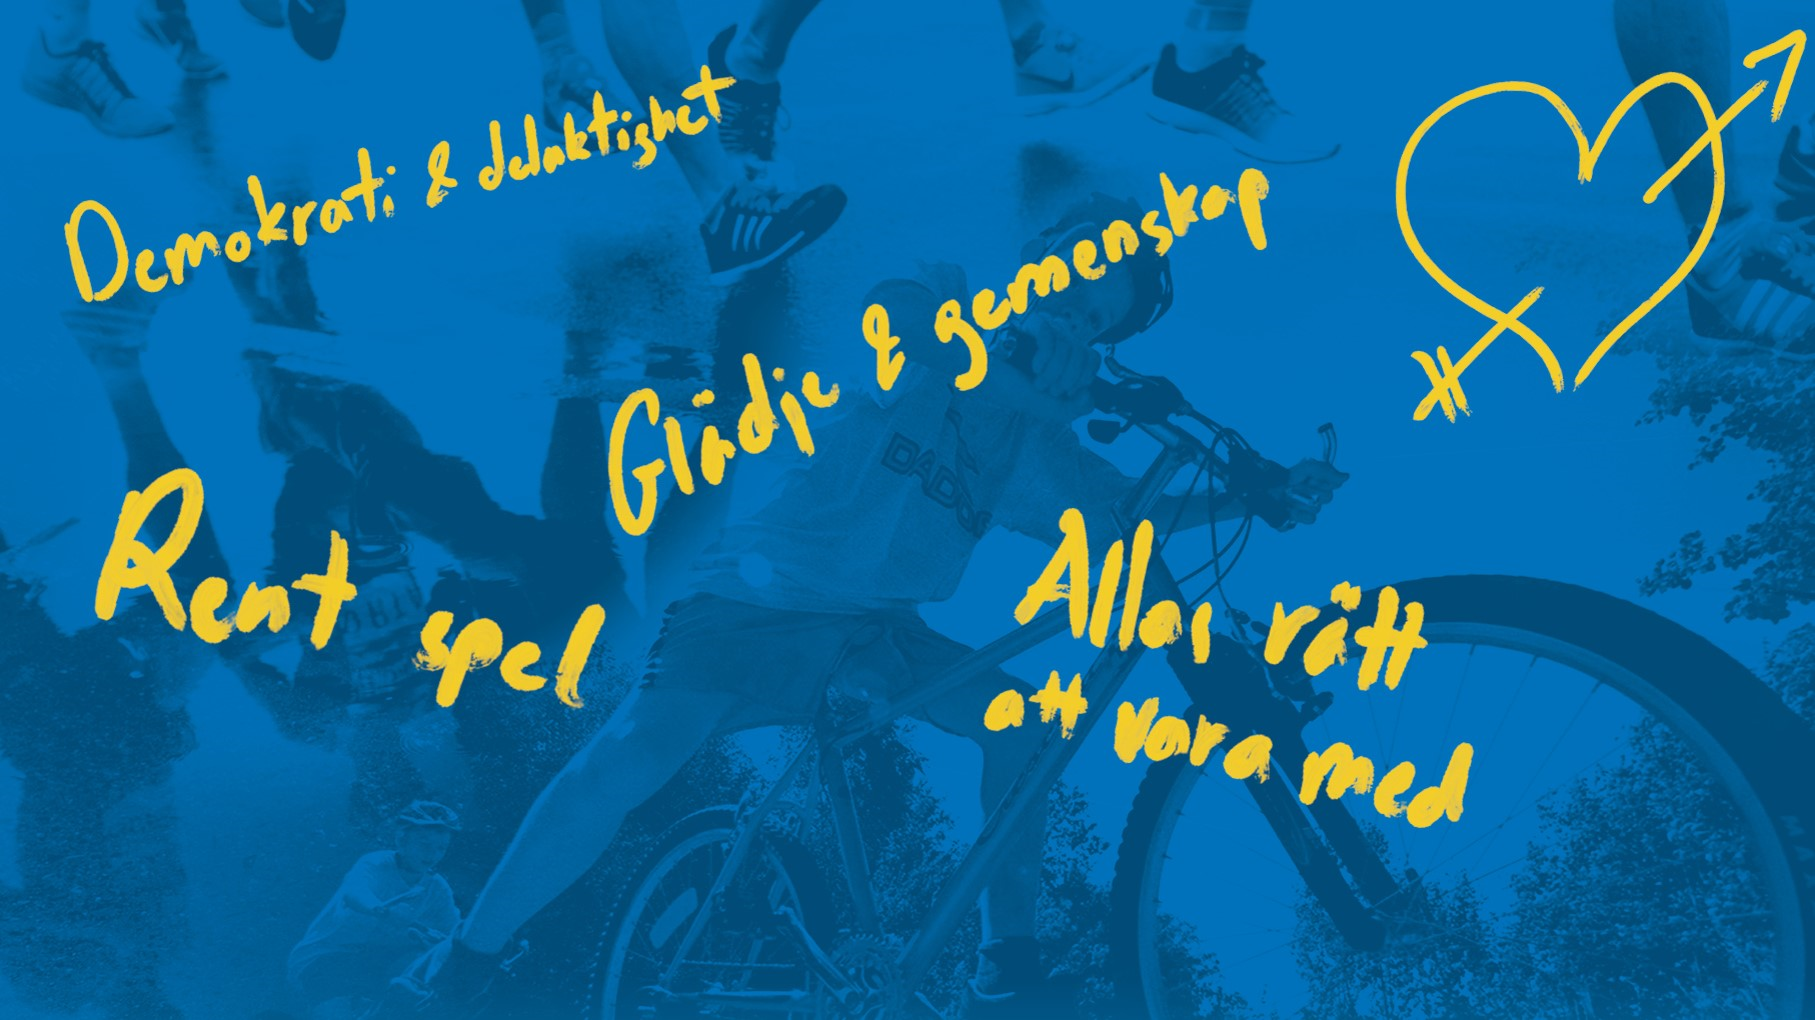 Demokrati & delaktighet
Glädje & gemenskap
Rent spel
Allas rätt
att vara med